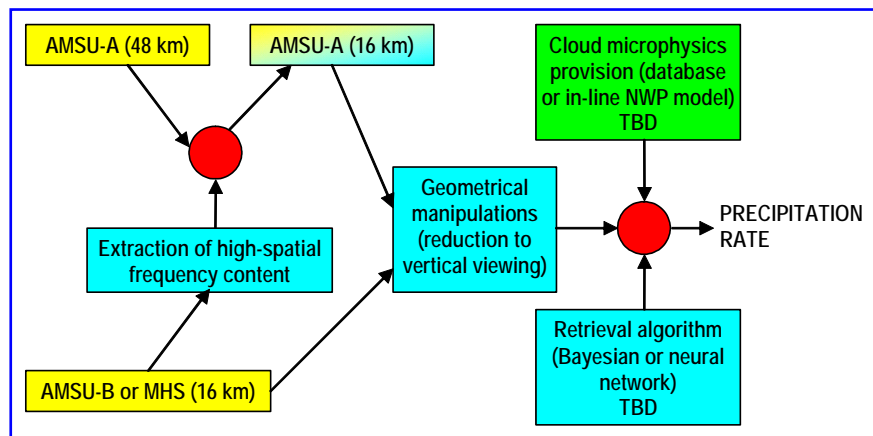 AMSU-A (48 km)
AMSU-A (16 km)
Cloud microphysics
provision (database
or in-line NWP model)
TBD
Geometrical
manipulations
(reduction to
vertical viewing)
PRECIPITATION
RATE
Extraction of high-spatial
frequency content
Retrieval algorithm
(Bayesian or neural
network)
TBD
AMSU-B or MHS (16 km)